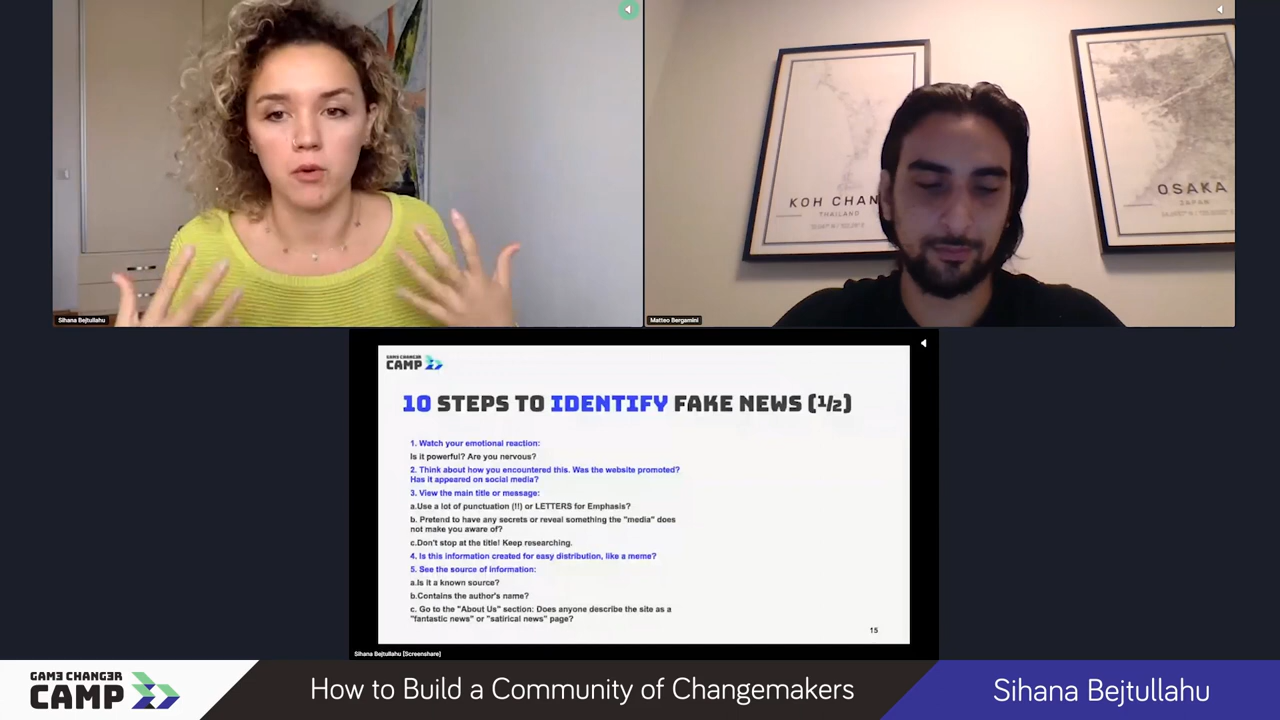 KOH CHAN
THAILAND
OSAKA
JAPAN
Sihana Bejtullahu
Matteo Bergamini
GAME CHANGER
CAMP
10 STEPS TO IDENTIFY FAKE NEWS (1/2)
1. Watch your emotional reaction:
Is it powerful? Are you nervous?
2. Think about how you encountered this. Was the website promoted?
Has it appeared on social media?
3. View the main title or message:
a.Use a lot of punctuation (!!) or LETTERS for Emphasis?
b. Pretend to have any secrets or reveal something the "media" does
not make you aware of?
c.Don't stop at the title! Keep researching.
4. Is this information created for easy distribution, like a meme?
5. See the source of information:
a.Is it a known source?
b.Contains the author's name?
c. Go to the "About Us" section: Does anyone describe the site as a
"fantastic news" or "satirical news" page?
15
Sihana Bejtullahu [Screenshare]
GAM3 CHANG3R
CAMP
How to Build a Community of Changemakers
Sihana Bejtullahu